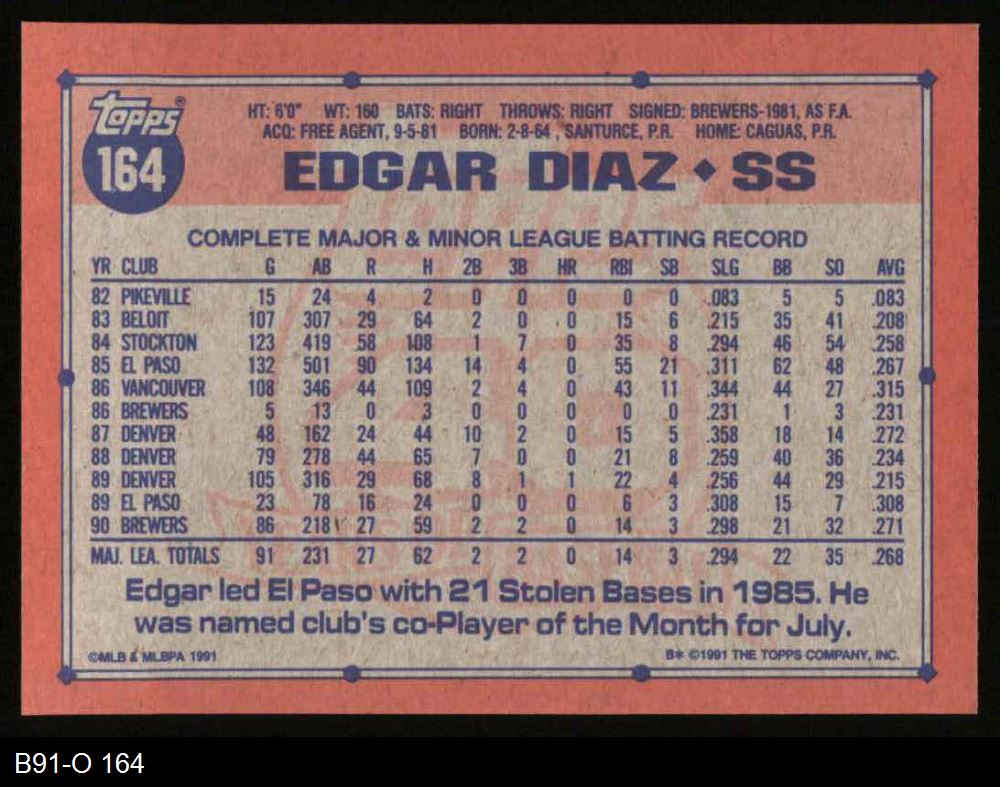 Topps®
164
HT: 6'0" WT: 160 BATS: RIGHT THROWS: RIGHT SIGNED: BREWERS-1981, AS F.A.
ACQ: FREE AGENT, 9-5-81 BORN: 2-8-64 , SANTURCE, P.R. HOME: CAGUAS, P.R.
EDGAR DIAZ ♦ SS
COMPLETE MAJOR & MINOR LEAGUE BATTING RECORD
YR CLUB G AB R H 2B 3B HR RBI SB SLG BB SO AVG
82 PIKEVILLE 15 24 4 2 0 0 0 0 0 .083 5 5 .083
83 BELOIT 107 307 29 64 2 0 0 15 6 .215 35 41 .208
84 STOCKTON 123 419 58 108 1 7 0 35 8 .294 46 54 .258
85 EL PASO 132 501 90 134 14 4 0 55 21 .311 62 48 .267
86 VANCOUVER 108 346 44 109 2 4 0 43 11 .344 44 27 .315
86 BREWERS 5 13 0 3 0 0 0 0 0 .231 1 3 .231
87 DENVER 48 162 24 44 10 2 0 15 5 .358 18 14 .272
88 DENVER 79 278 44 65 7 0 0 21 8 .259 40 36 .234
89 DENVER 105 316 29 68 8 1 1 22 4 .256 44 29 .215
89 EL PASO 23 78 16 24 0 0 0 6 3 .308 15 7 .308
90 BREWERS 86 218 27 59 2 2 0 14 3 .298 21 32 .271
MAJ. LEA. TOTALS 91 231 27 62 2 2 0 14 3 .294 22 35 .268
Edgar led El Paso with 21 Stolen Bases in 1985. He
was named club's co-Player of the Month for July.
©MLB & MLBPA 1991 B* ©1991 THE TOPPS COMPANY, INC.
B91-O 164